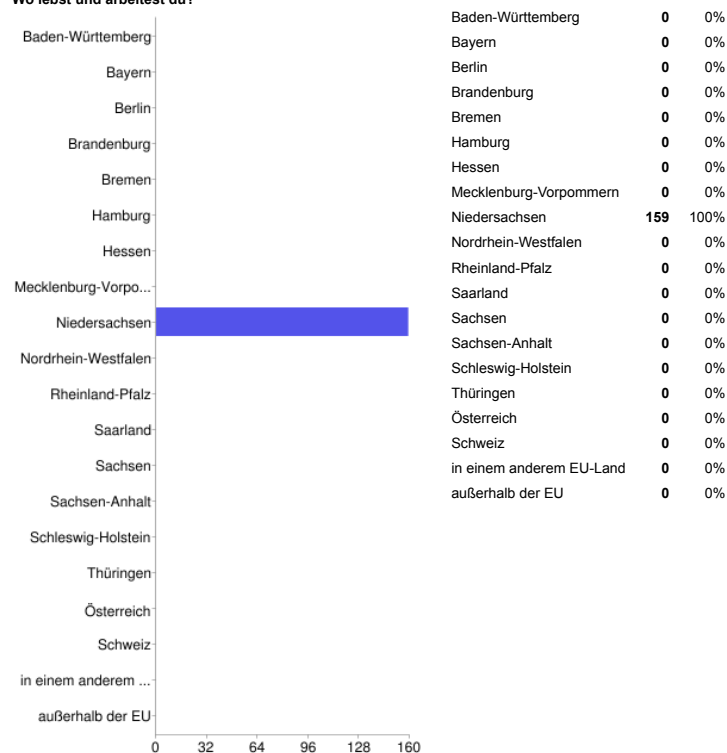 Wo lebst und arbeitest du?
Baden-Württemberg
Bayern
Berlin
Brandenburg
Bremen
Hamburg
Hessen
Mecklenburg-Vorpo...
Niedersachsen
Nordrhein-Westfalen
Rheinland-Pfalz
Saarland
Sachsen
Sachsen-Anhalt
Schleswig-Holstein
Thüringen
Österreich
Schweiz
in einem anderem ...
außerhalb der EU
0 32 64 96 128 160
Baden-Württemberg 0 0%
Bayern 0 0%
Berlin 0 0%
Brandenburg 0 0%
Bremen 0 0%
Hamburg 0 0%
Hessen 0 0%
Mecklenburg-Vorpommern 0 0%
Niedersachsen 159 100%
Nordrhein-Westfalen 0 0%
Rheinland-Pfalz 0 0%
Saarland 0 0%
Sachsen 0 0%
Sachsen-Anhalt 0 0%
Schleswig-Holstein 0 0%
Thüringen 0 0%
Österreich 0 0%
Schweiz 0 0%
in einem anderem EU-Land 0 0%
außerhalb der EU 0 0%